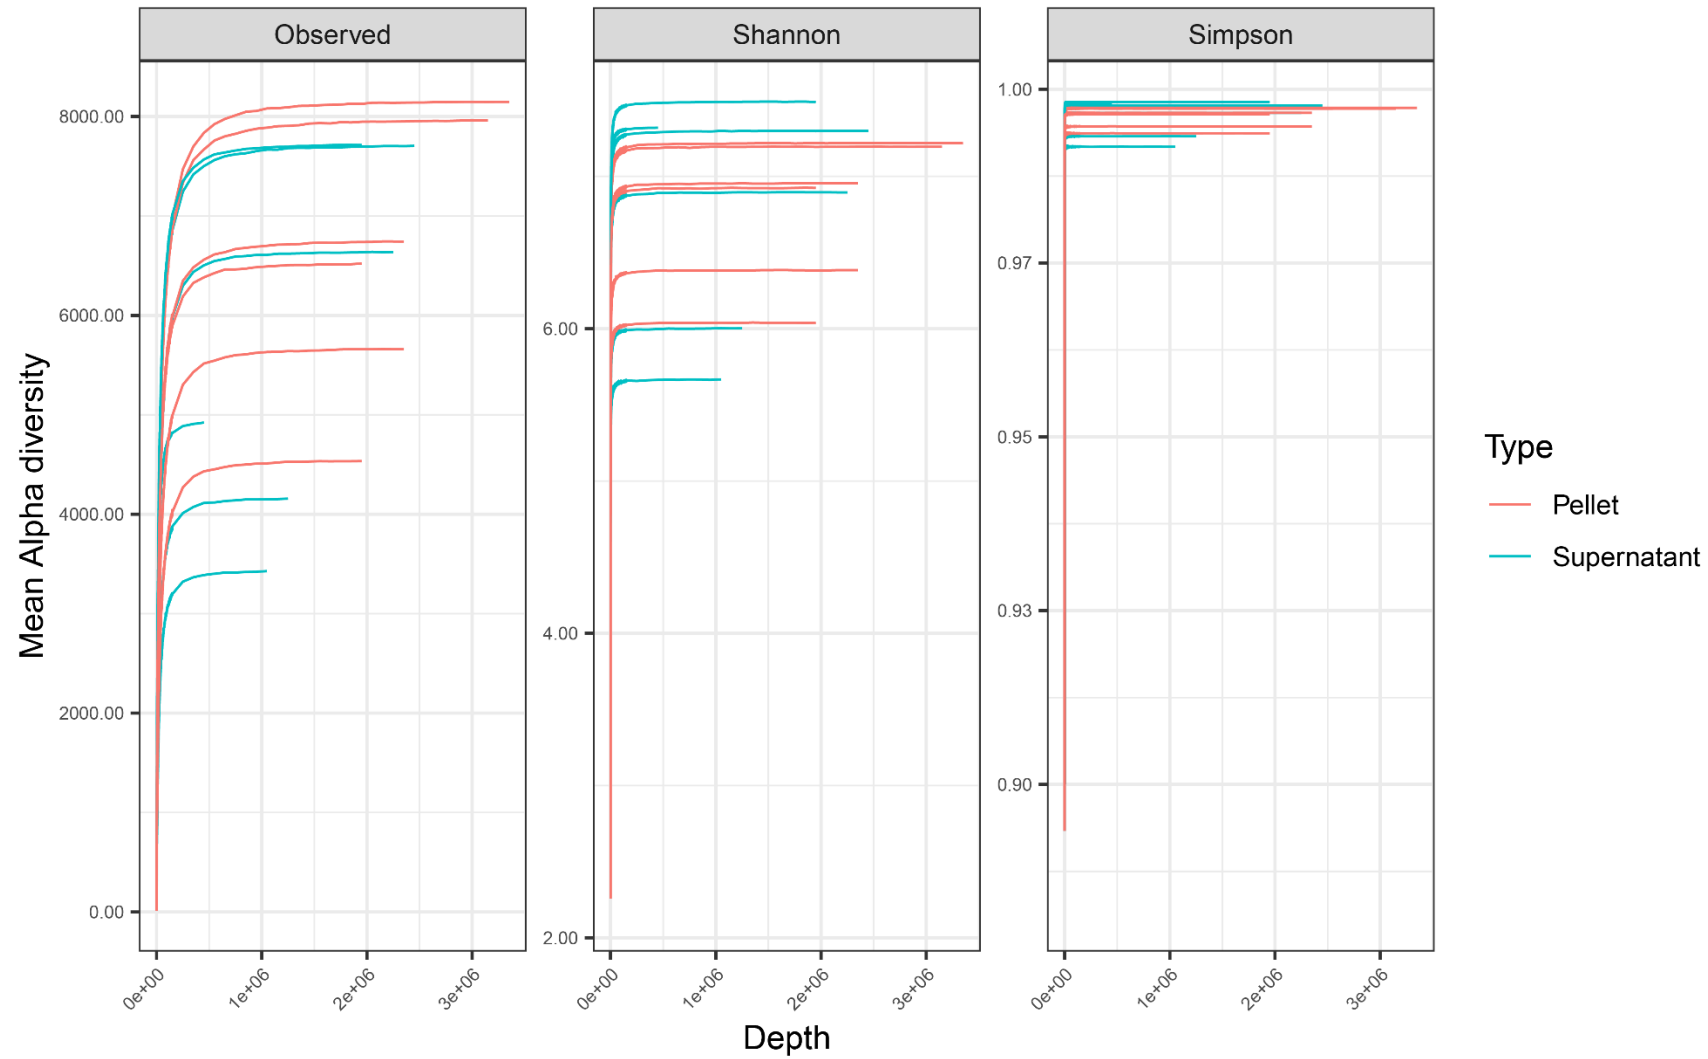 Observed
Shannon
Simpson
Mean Alpha diversity
8000.00
6000.00
4000.00
2000.00
0.00
6.00
4.00
2.00
1.00
0.97
0.95
0.93
0.90
0e+00
1e+06
2e+06
3e+06
0e+00
1e+06
2e+06
3e+06
0e+00
1e+06
2e+06
3e+06
Depth
Type
Pellet
Supernatant